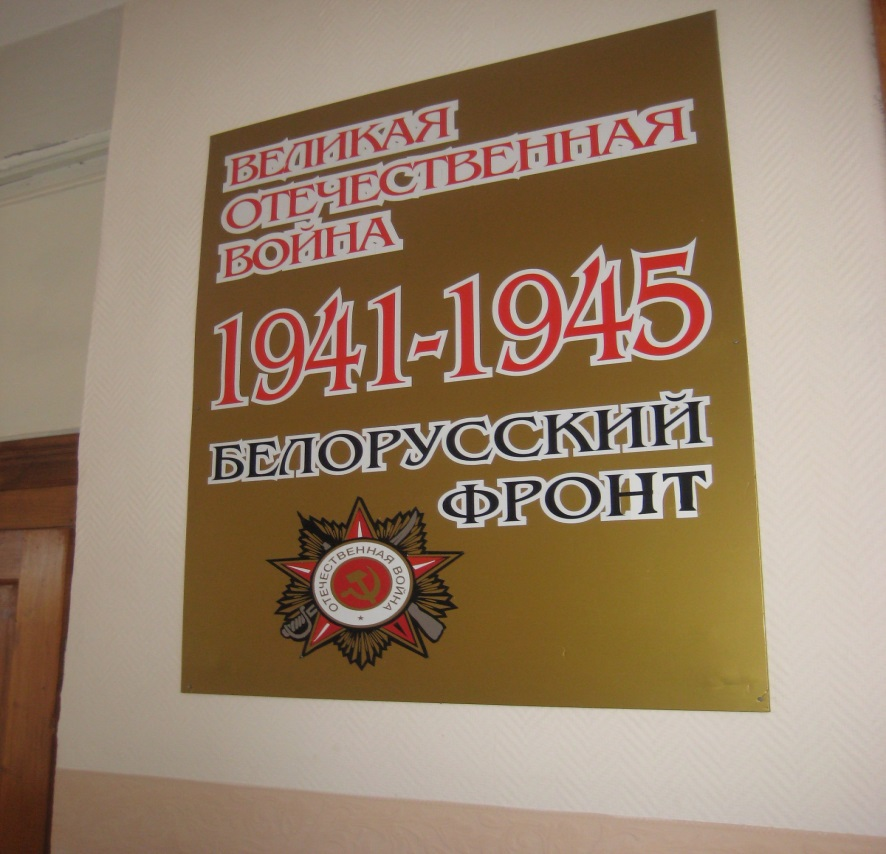 ВЕЛИКАЯ
ОТЕЧЕСТВЕННАЯ
ВОЙНА
1941-1945
БЕЛОРУССКИЙ
ФРОНТ
ОТЕЧЕСТВЕННАЯ ВОЙНА